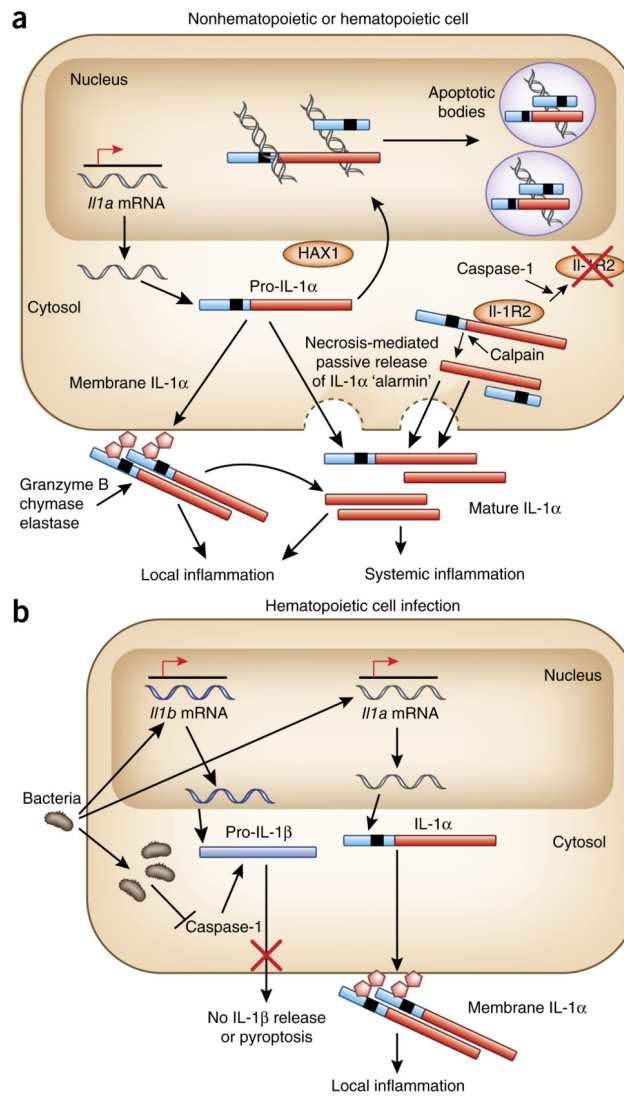 a
Nonhematopoietic or hematopoietic cell
Nucleus
Apoptotic
bodies
Il1a mRNA
HAX1
Caspase-1
Il-1R2
Cytosol
Pro-IL-1α
Il-1R2
Necrosis-mediated
passive release
of IL-1α ‘alarmin’
Calpain
Membrane IL-1α
Granzyme B
chymase
elastase
Mature IL-1α
Local inflammation
Systemic inflammation
b
Hematopoietic cell infection
Nucleus
Il1b mRNA
Il1a mRNA
Bacteria
Pro-IL-1β
IL-1α
Cytosol
Caspase-1
No IL-1β release
or pyroptosis
Membrane IL-1α
Local inflammation